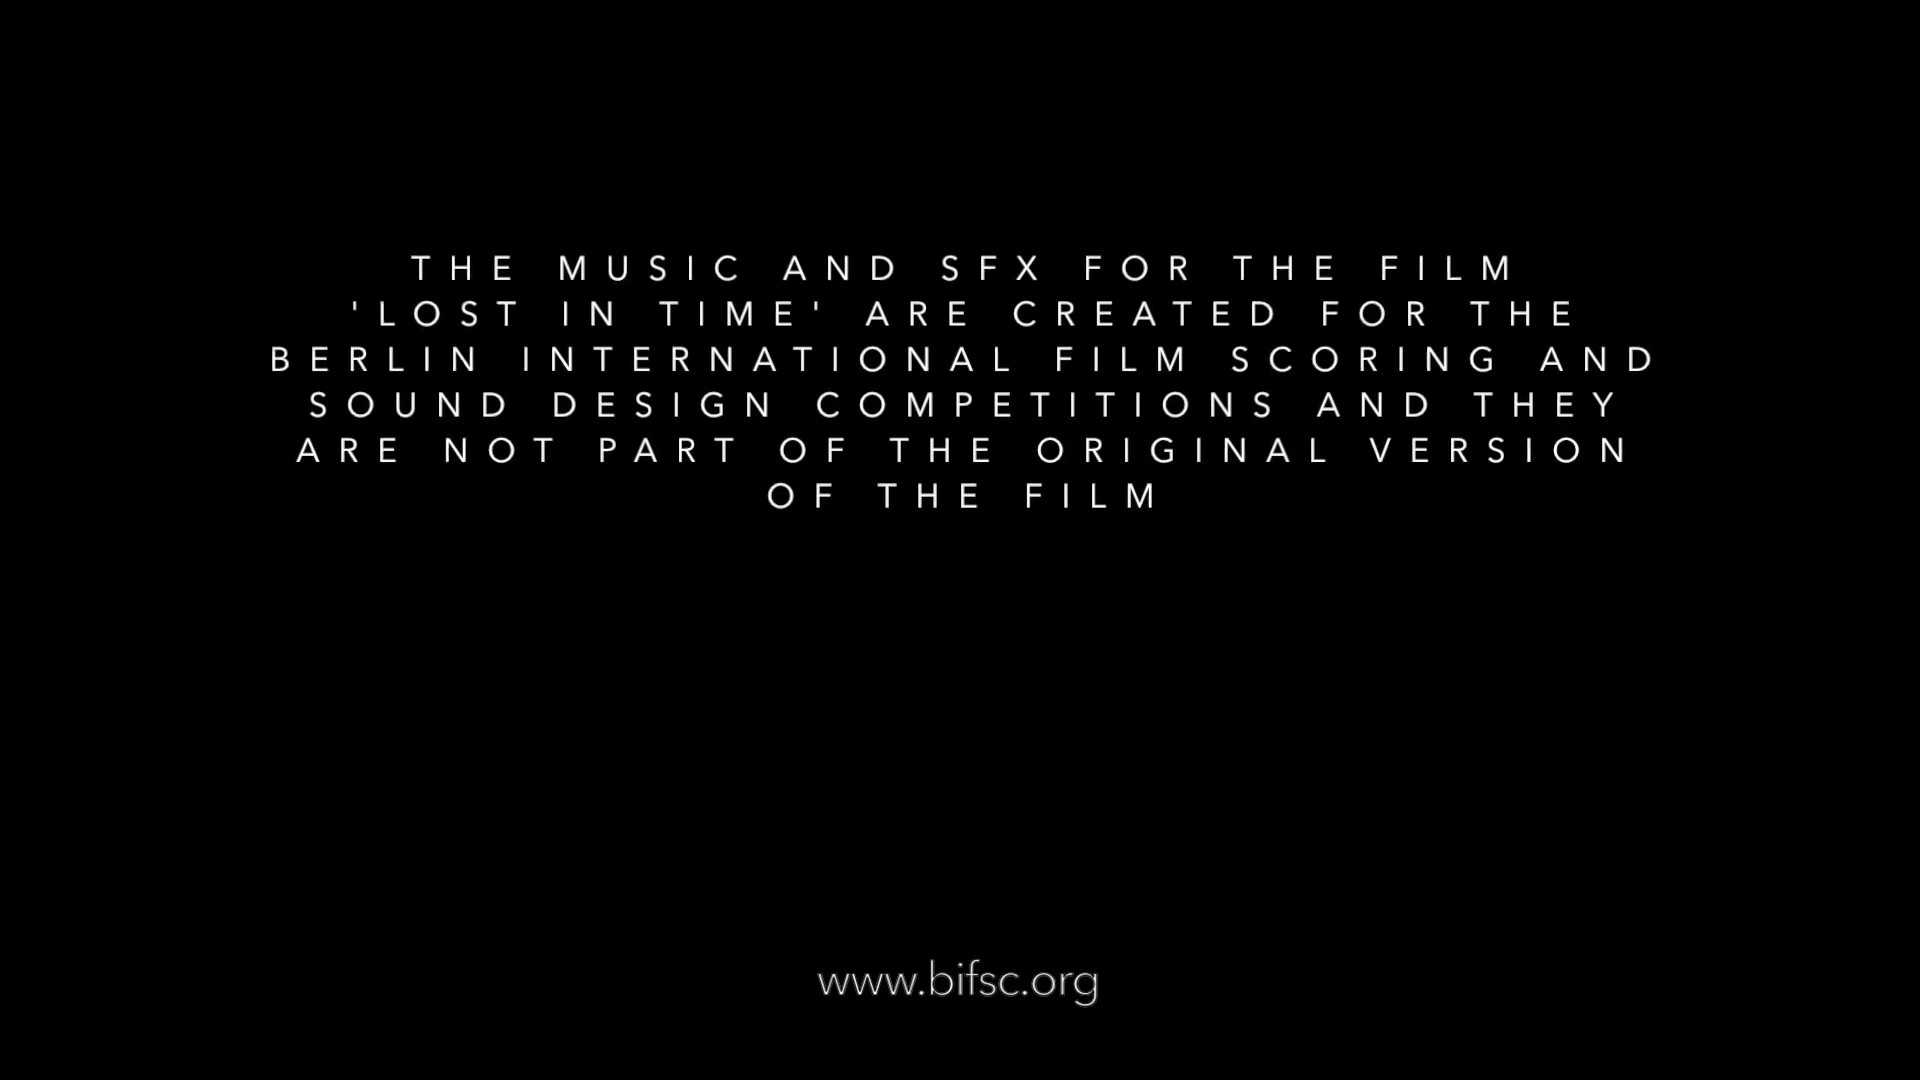 THE MUSIC AND SFX FOR THE FILM
'LOST IN TIME' ARE CREATED FOR THE
BERLIN INTERNATIONAL FILM SCORING AND
SOUND DESIGN COMPETITIONS AND THEY
ARE NOT PART OF THE ORIGINAL VERSION
OF THE FILM
www.bifsc.org